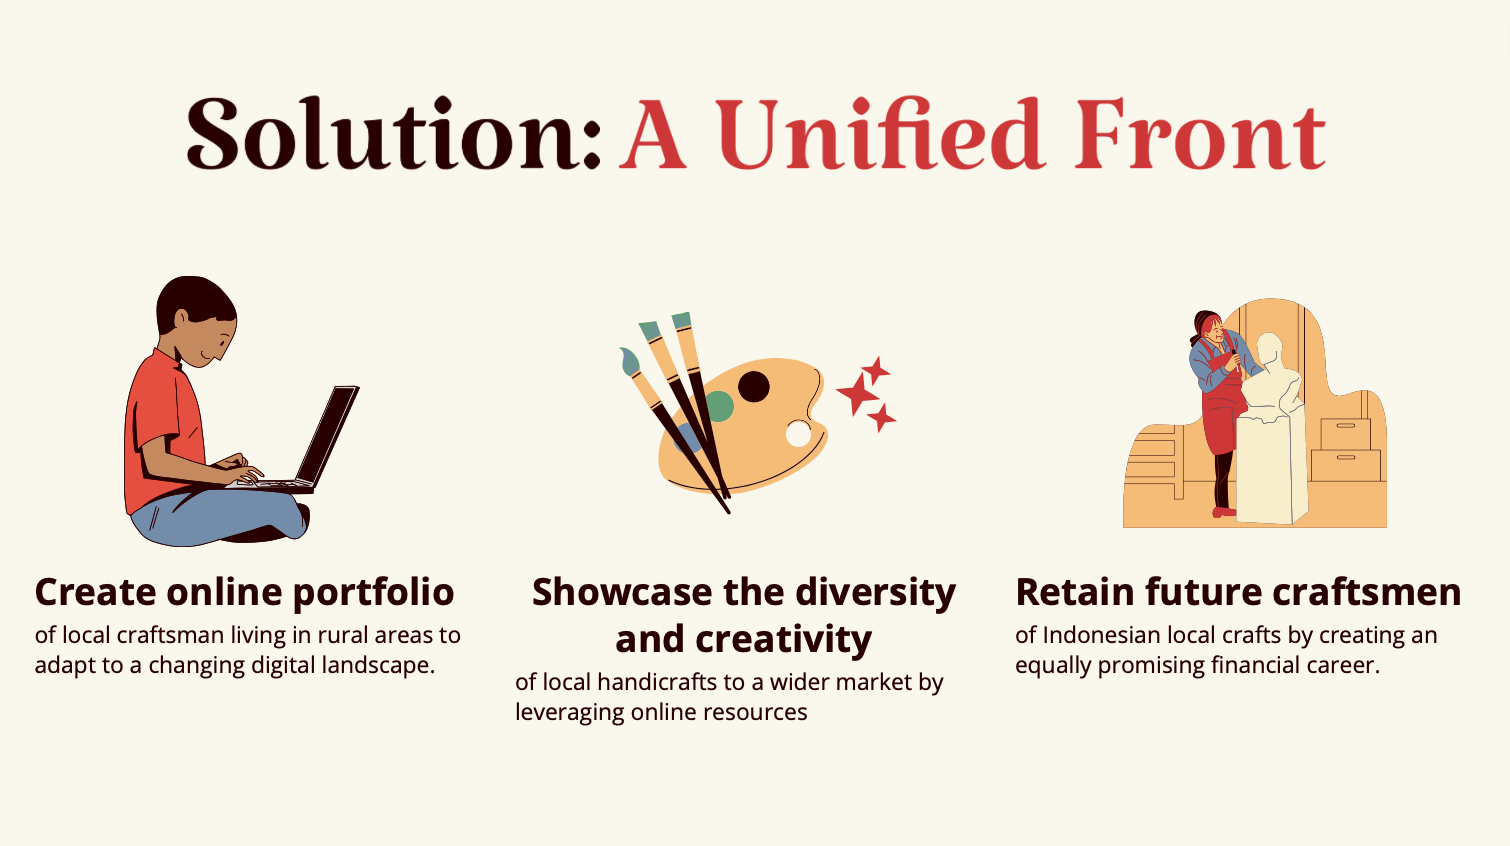 Solution: A Unified Front
Create online portfolio
of local craftsman living in rural areas to
adapt to a changing digital landscape.
Showcase the diversity
and creativity
of local handicrafts to a wider market by
leveraging online resources
Retain future craftsmen
of Indonesian local crafts by creating an
equally promising financial career.